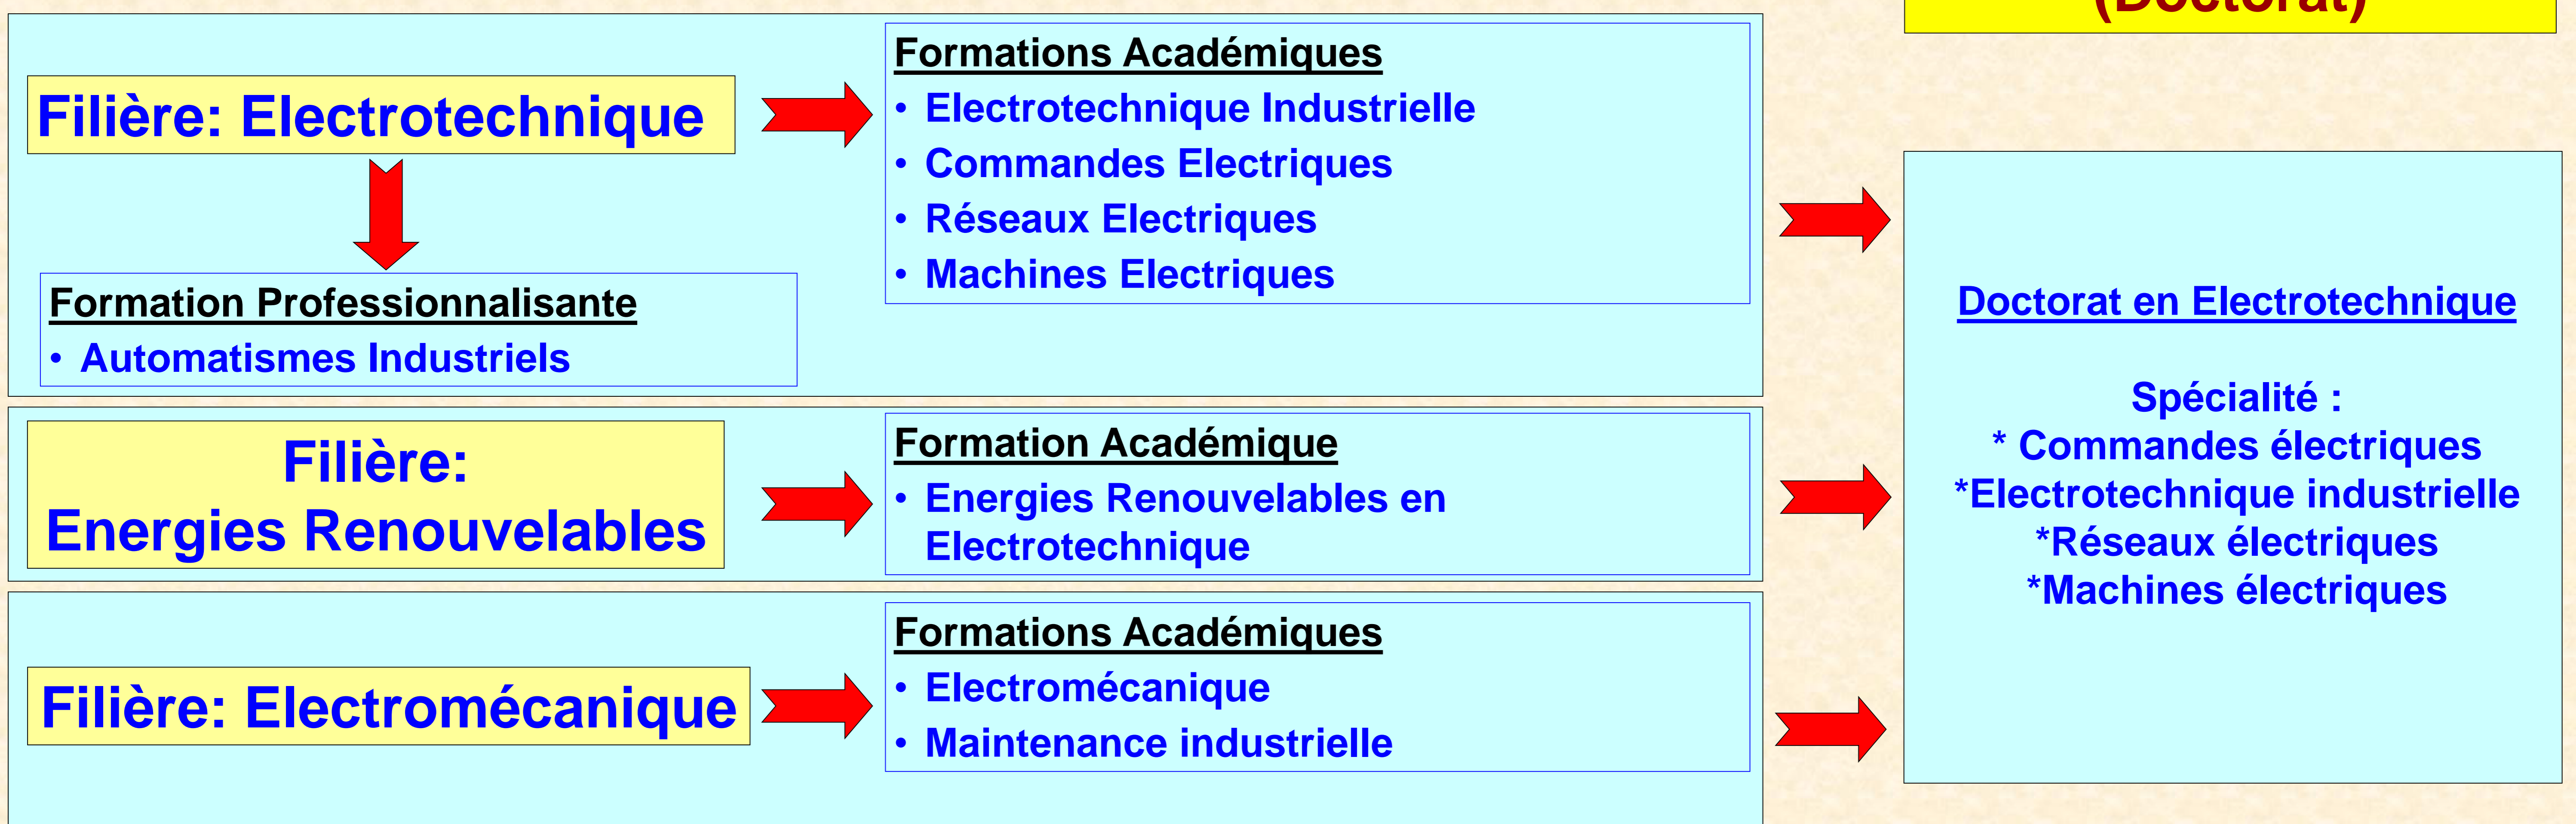 (Doctorat)
Filière: Electrotechnique
Formations Académiques
• Electrotechnique Industrielle
• Commandes Electriques
• Réseaux Electriques
• Machines Electriques
Formation Professionnalisante
• Automatismes Industriels
Filière:
Energies Renouvelables
Formation Académique
• Energies Renouvelables en
Electrotechnique
Filière: Electromécanique
Formations Académiques
• Electromécanique
• Maintenance industrielle
Doctorat en Electrotechnique
Spécialité :
* Commandes électriques
*Electrotechnique industrielle
*Réseaux électriques
*Machines électriques